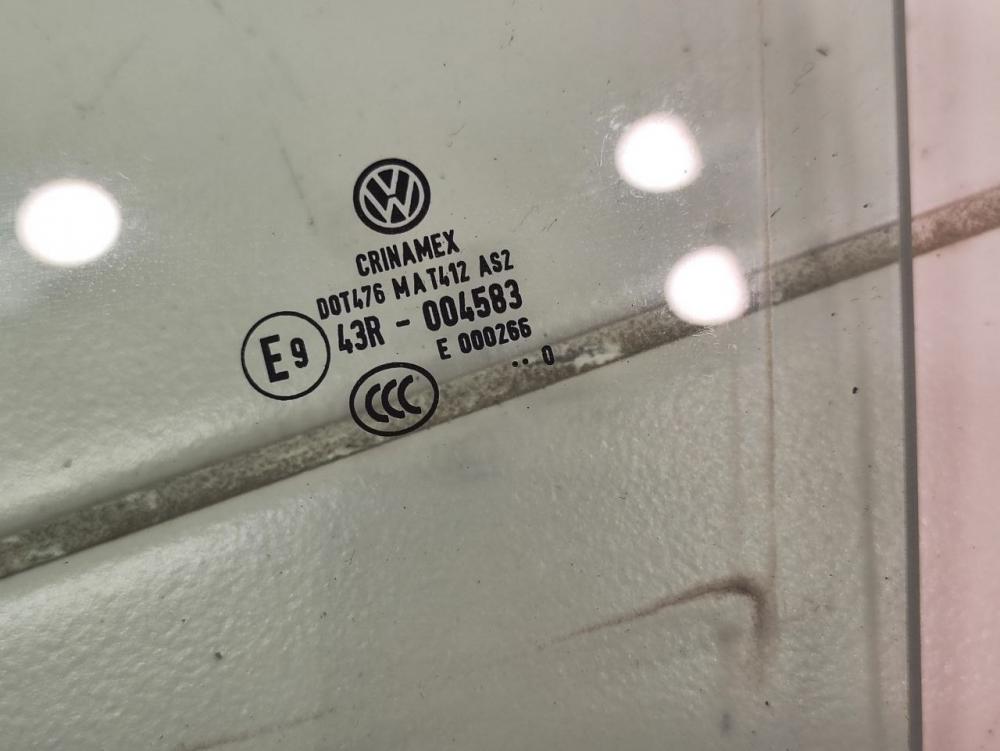 CRINAMEX
DOT476 MAT412 AS2
E9
43R - 004583
E 000266
·· 0
CCC